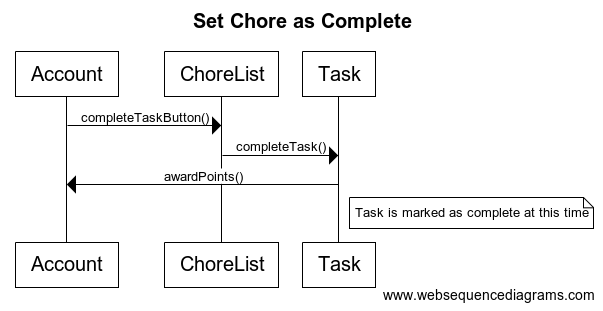 Set Chore as Complete
Account ChoreList Task
completeTaskButton()
completeTask()
awardPoints()
Task is marked as complete at this time
Account ChoreList Task
www.websequencediagrams.com